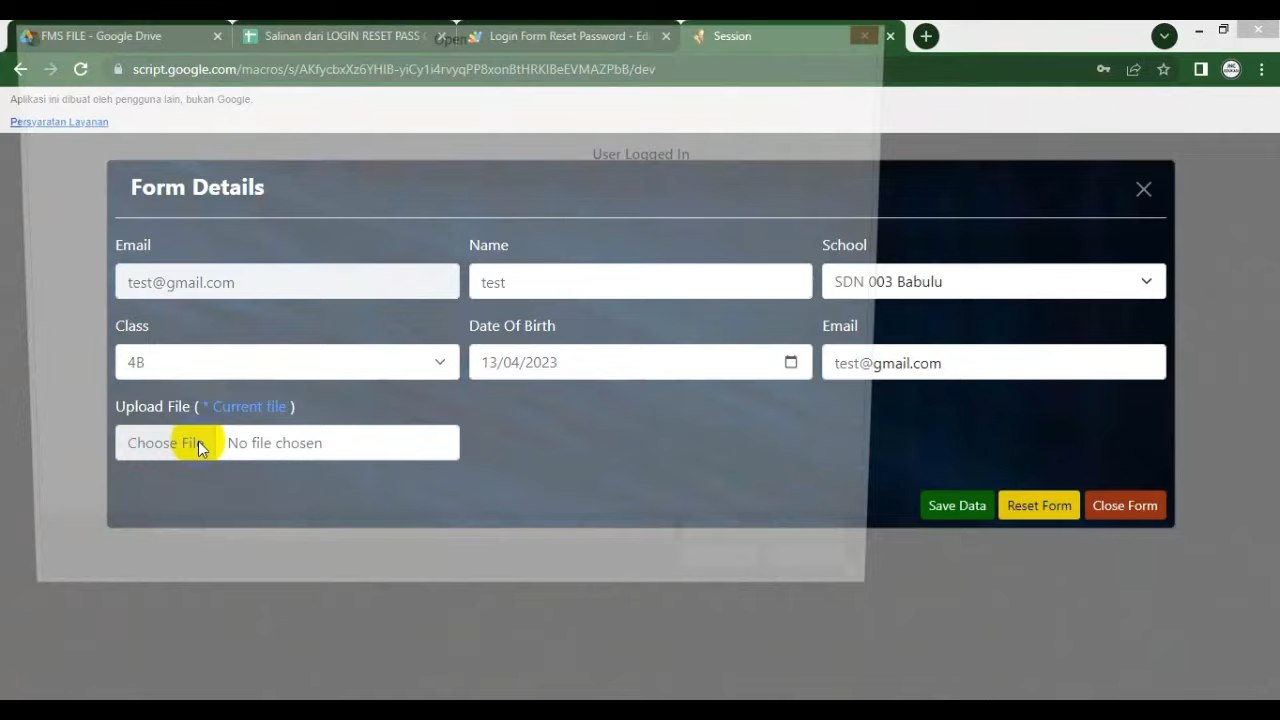 FMS FILE - Google Drive
Salinan dari LOGIN RESET PASS
Open
Login Form Reset Password - Ed
Session
script.google.com/macros/s/AKfycbxXz6YHIB-yiCy1i4rvyqPP8xonBtHRKIBeEVMAZPbB/dev
Aplikasi ini dibuat oleh pengguna lain, bukan Google.
Persyaratan Layanan
User Logged In
Form Details
Email
Name
School
test@gmail.com
test
SDN 003 Babulu
Class
Date Of Birth
Email
4B
13/04/2023
test@gmail.com
Upload File ( * Current file )
Choose File
No file chosen
Save Data
Reset Form
Close Form